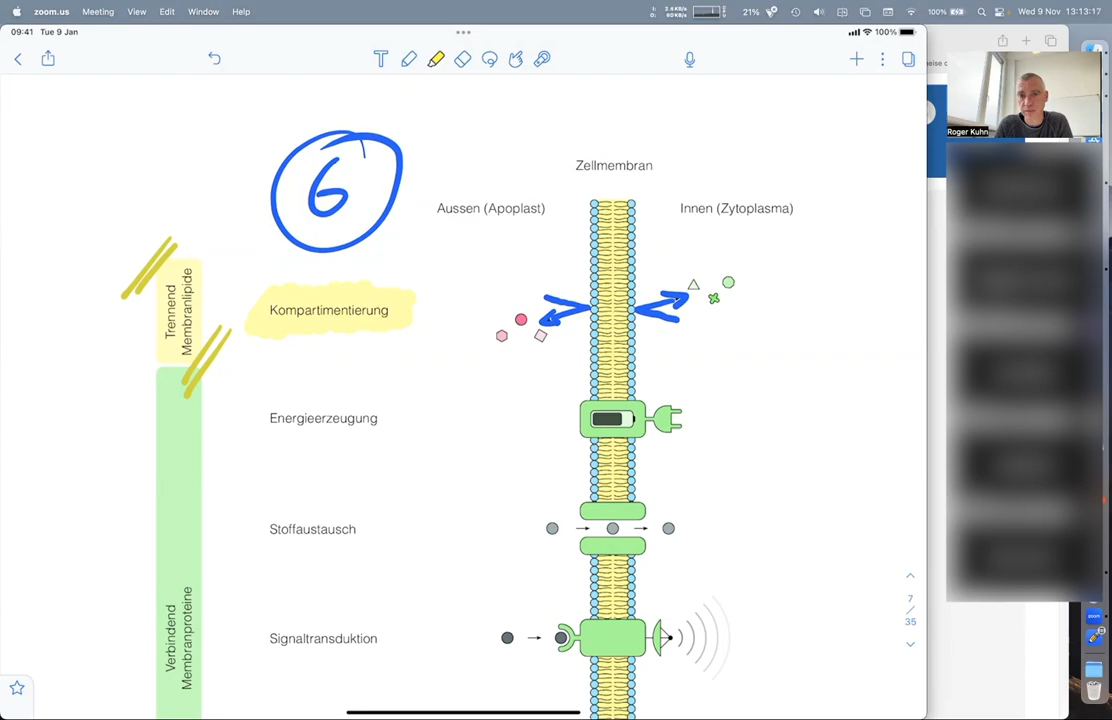 zoom.us Meeting View Edit Window Help
21%
100%
Wed 9 Nov 13:13:17
09:41 Tue 9 Jan
100%
Roger Kuhn
6
Zellmembran
Aussen (Apoplast)
Innen (Zytoplasma)
Trennend
Membranlipide
Kompartimentierung
Energieerzeugung
Stoffaustausch
Verbindend
Membranproteine
Signaltransduktion
7
/
35